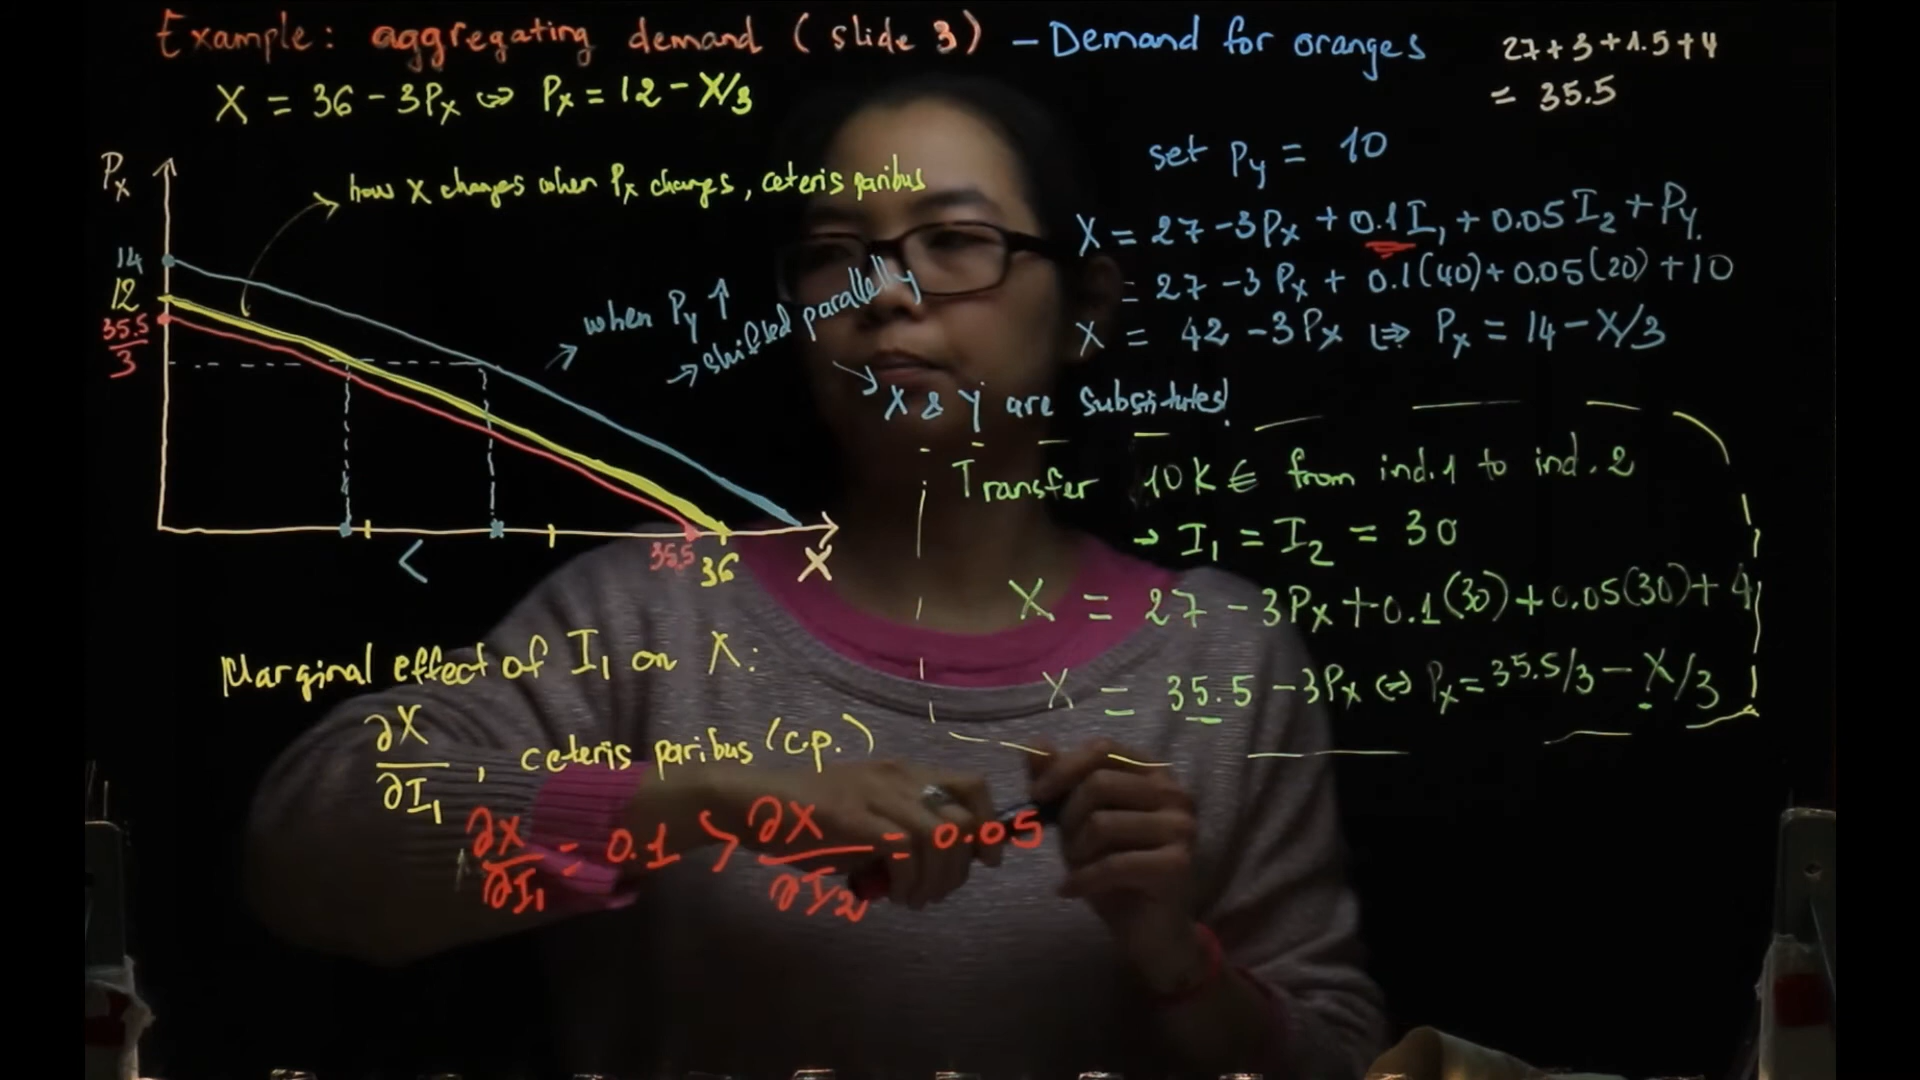 Example: aggregating demand (slide 3) – Demand for oranges
27+3+1.5+4
= 35.5
X = 36 - 3Px ⇔ Px = 12 - X/3
set Py = 10
Px
how X changes when Px changes, ceteris paribus
X = 27 - 3Px + 0.1I₁ + 0.05I₂ + Py
= 27 - 3Px + 0.1(40) + 0.05(20) + 10
X = 42 - 3Px ⇔ Px = 14 - X/3
14
12
35.5/3
when Py ↑
→ shifted parallelly
→ X & Y are substitutes!
Transfer 10K€ from ind.1 to ind.2
→ I₁ = I₂ = 30
<
35.5
36
X
X = 27 - 3Px + 0.1(30) + 0.05(30) + 4
X = 35.5 - 3Px ⇔ Px = 35.5/3 - X/3
Marginal effect of I₁ on X:
∂X/∂I₁, ceteris paribus (c.p.)
∂X/∂I₁ = 0.1 > ∂X/∂I₂ = 0.05